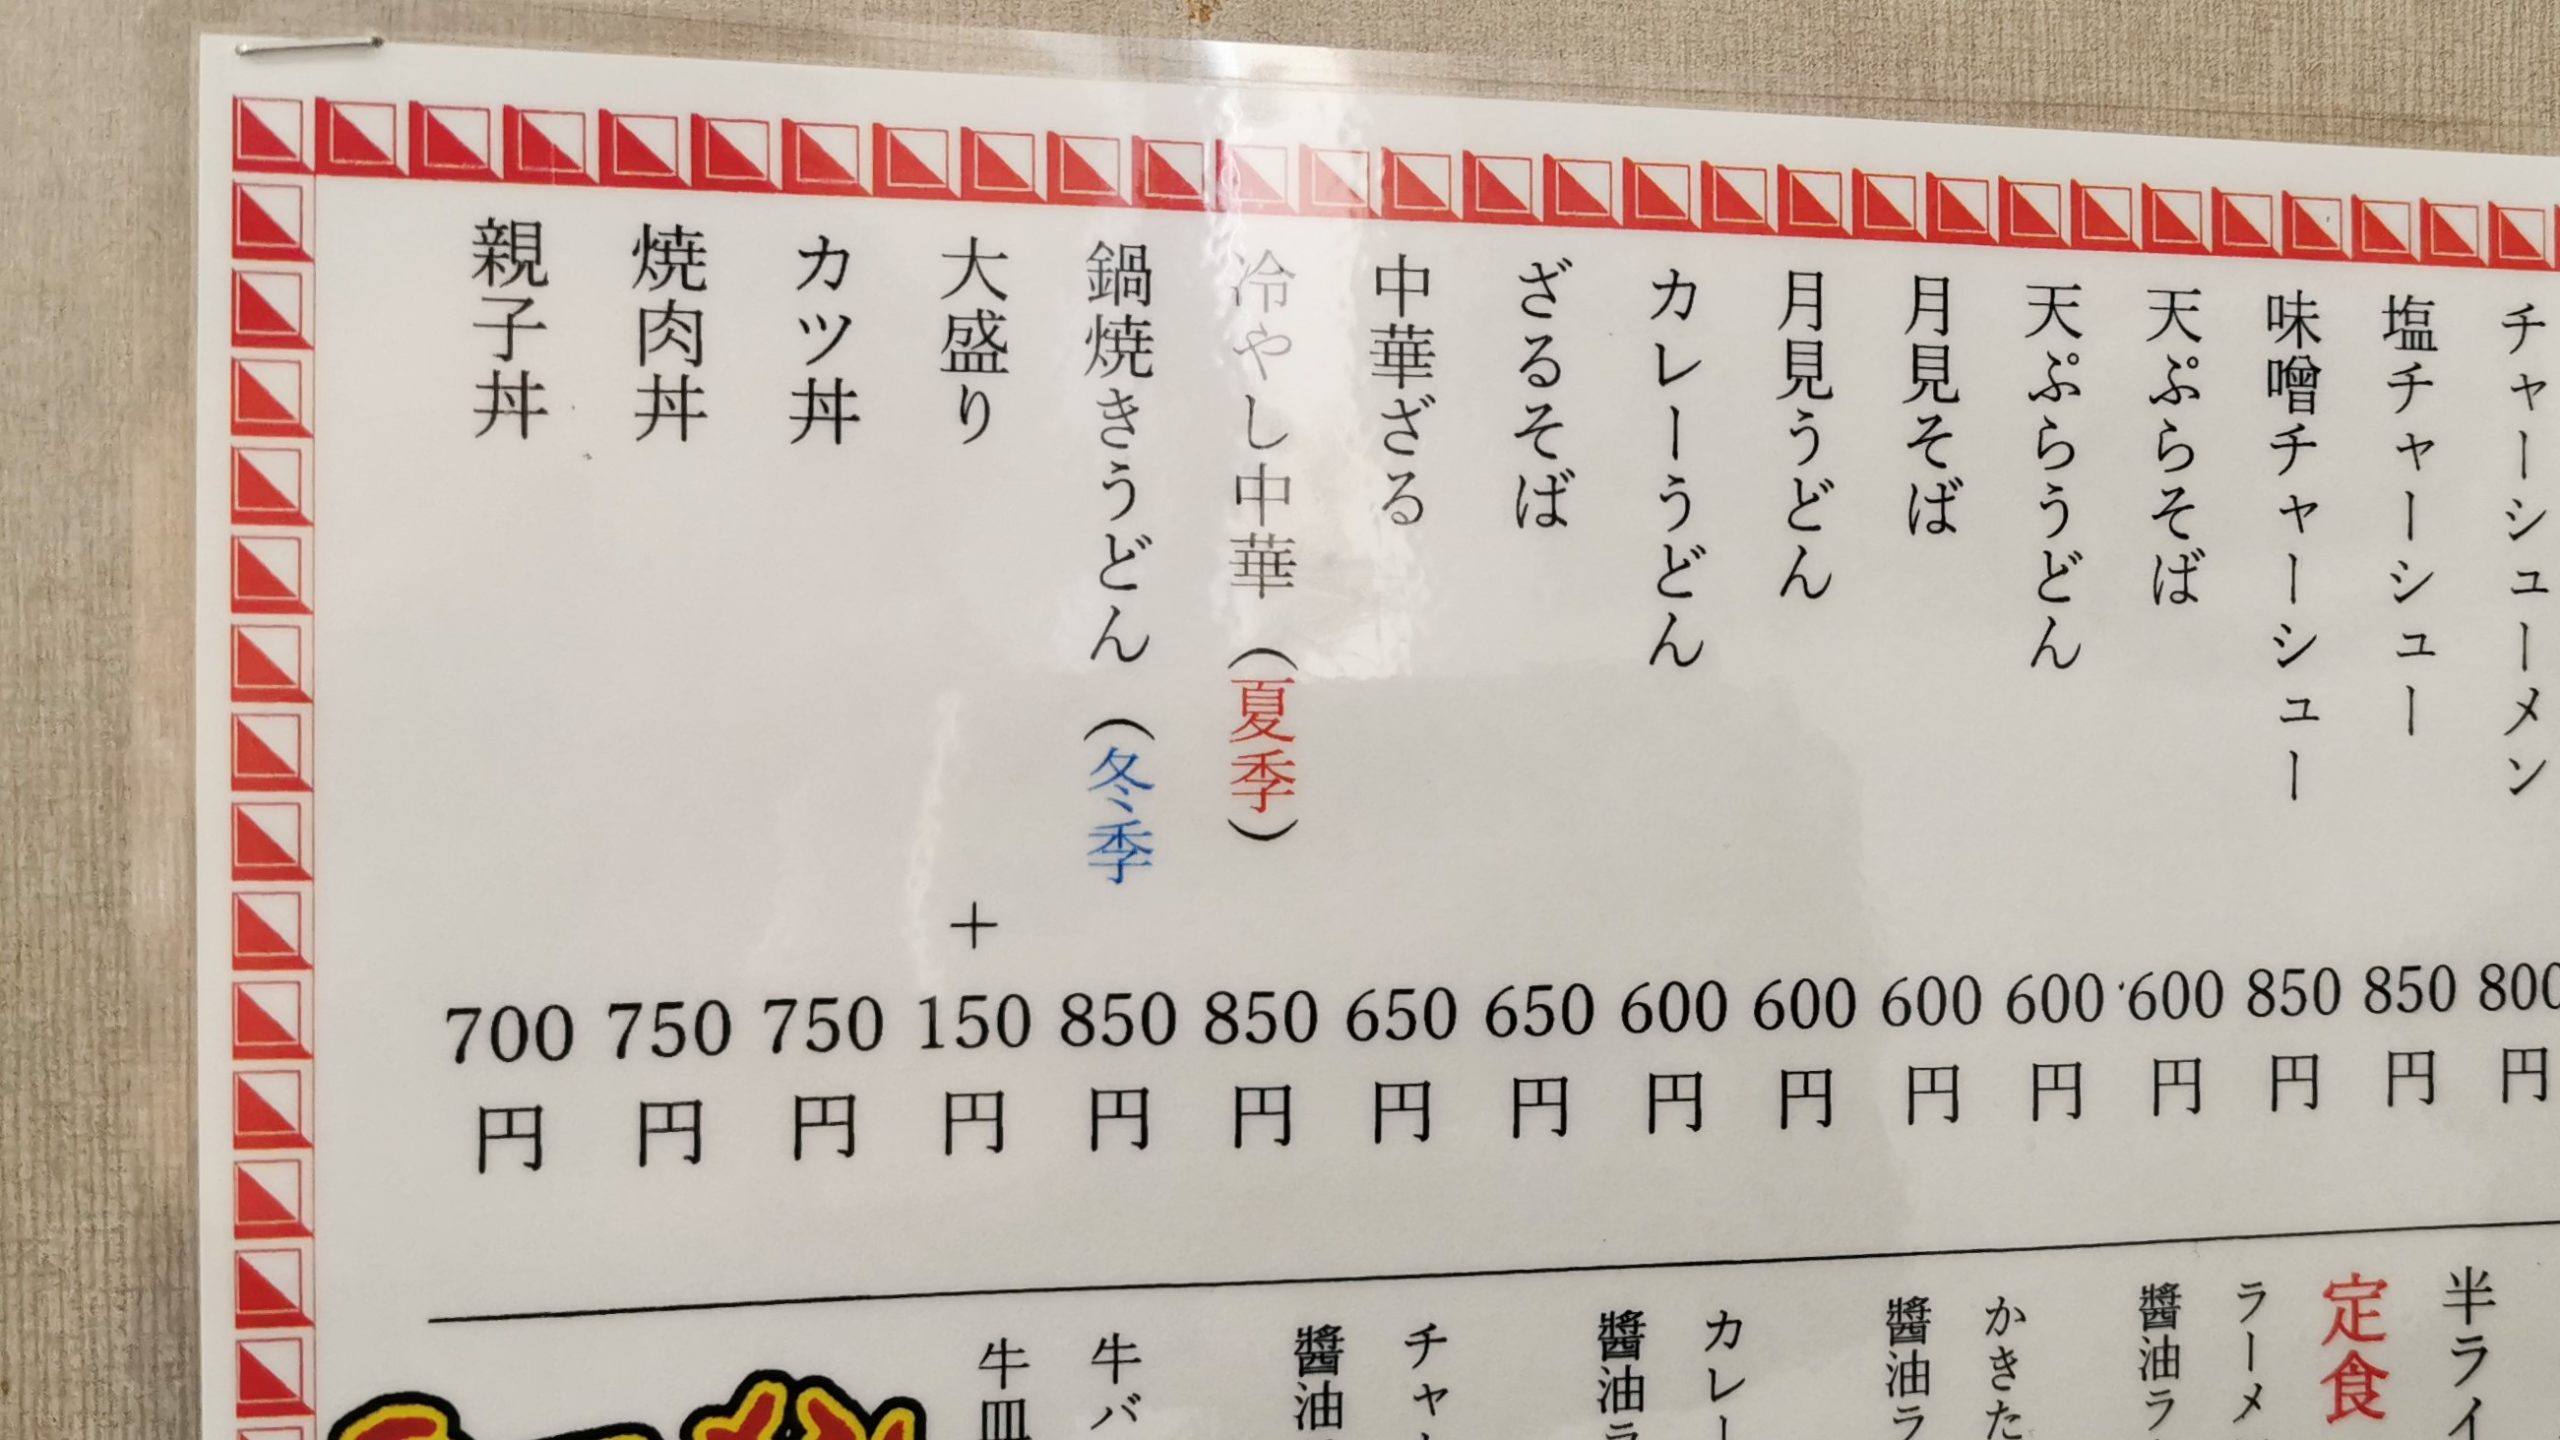 チャーシューメン 800円
塩チャーシュー 850円
味噌チャーシュー 850円
天ぷらそば 600円
天ぷらうどん 600円
月見そば 600円
月見うどん 600円
カレーうどん 600円
ざるそば 650円
中華ざる 650円
冷やし中華（夏季） 850円
鍋焼きうどん（冬季 850円
大盛り ＋150円
カツ丼 750円
焼肉丼 750円
親子丼 700円
半ライ
定食
ラーメ
醬油ラ
かきた
醬油ラ
カレー
醬油ラ
チャ
醬油
牛バ
牛皿